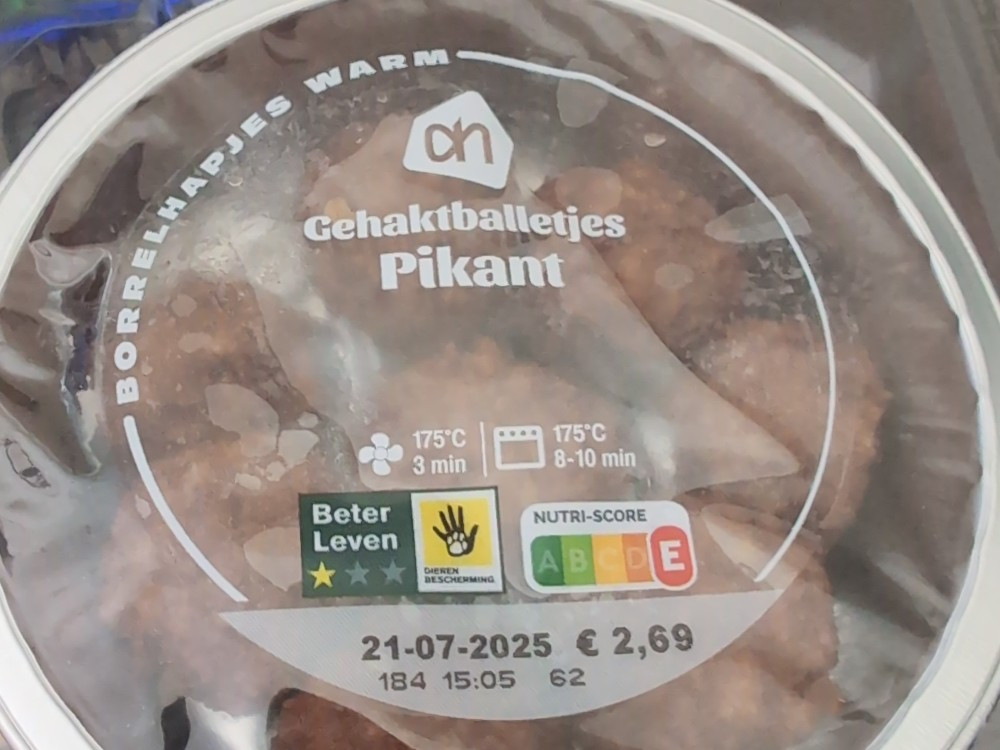 BORRELHAPJES WARM
ah
Gehaktballetjes
Pikant
175°C
3 min
175°C
8-10 min
Beter
Leven
DIEREN
BESCHERMING
NUTRI-SCORE
A B C D E
21-07-2025 € 2,69
184 15:05 62